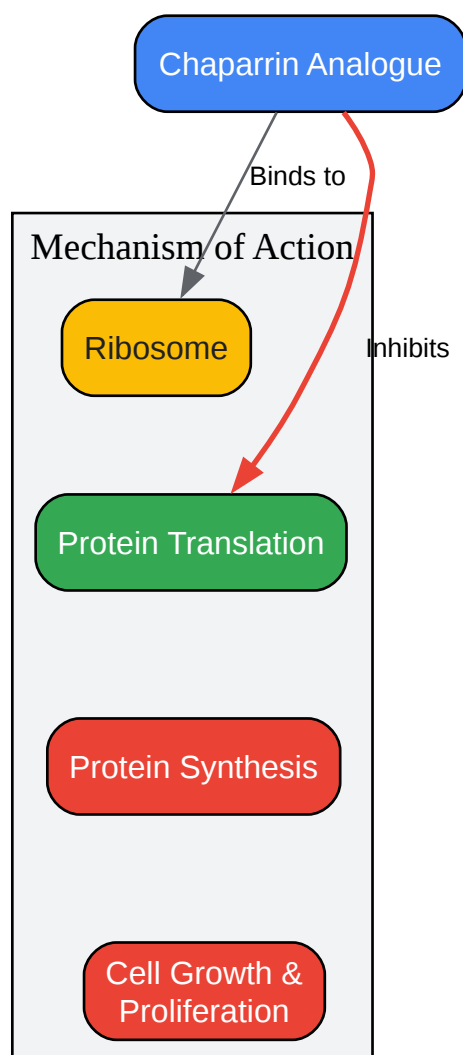 Chaparrin Analogue
Binds to
Mechanism of Action
Ribosome
Inhibits
Protein Translation
Protein Synthesis
Cell Growth &
Proliferation